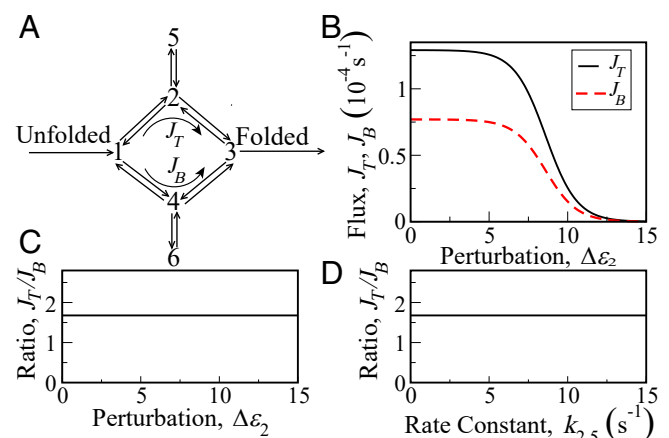 A
5
2
Unfolded
1
J_T
3
Folded
J_B
4
6
B
Flux, J_T, J_B (10^-4 s^-1)
1
0.5
0
J_T
J_B
0 5 10 15
Perturbation, Δε_2
C
Ratio, J_T/J_B
2
1
0
0 5 10 15
Perturbation, Δε_2
D
Ratio, J_T/J_B
2
1
0
0 5 10 15
Rate Constant, k_2,5 (s^-1)